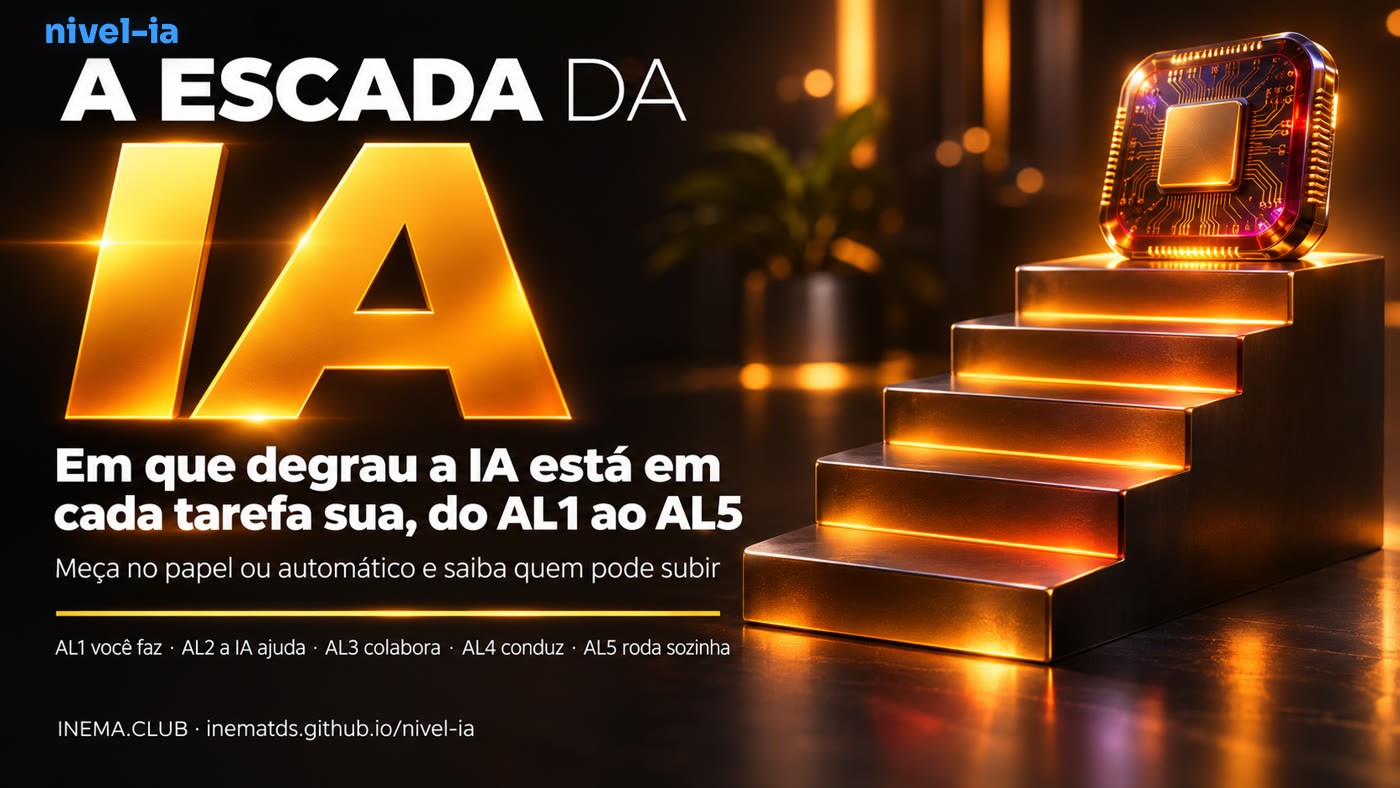 nivel-ia
A ESCADA DA
IA
Em que degrau a IA está em
cada tarefa sua, do AL1 ao AL5
Meça no papel ou automático e saiba quem pode subir
AL1 você faz · AL2 a IA ajuda · AL3 colabora · AL4 conduz · AL5 roda sozinha
INEMA.CLUB · inematds.github.io/nivel-ia